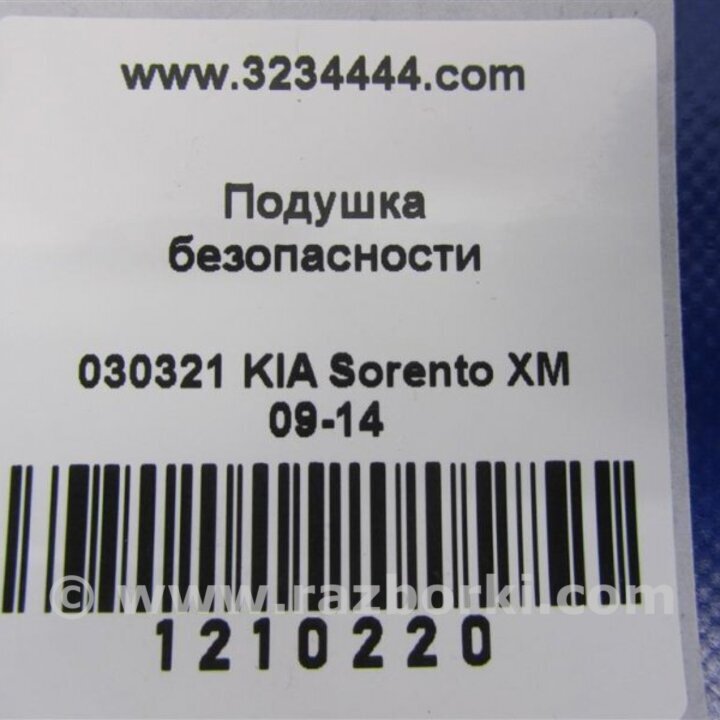 www.3234444.com
Подушка
безопасности
030321 KIA Sorento XM
09-14
© www.razborki.com
1210220